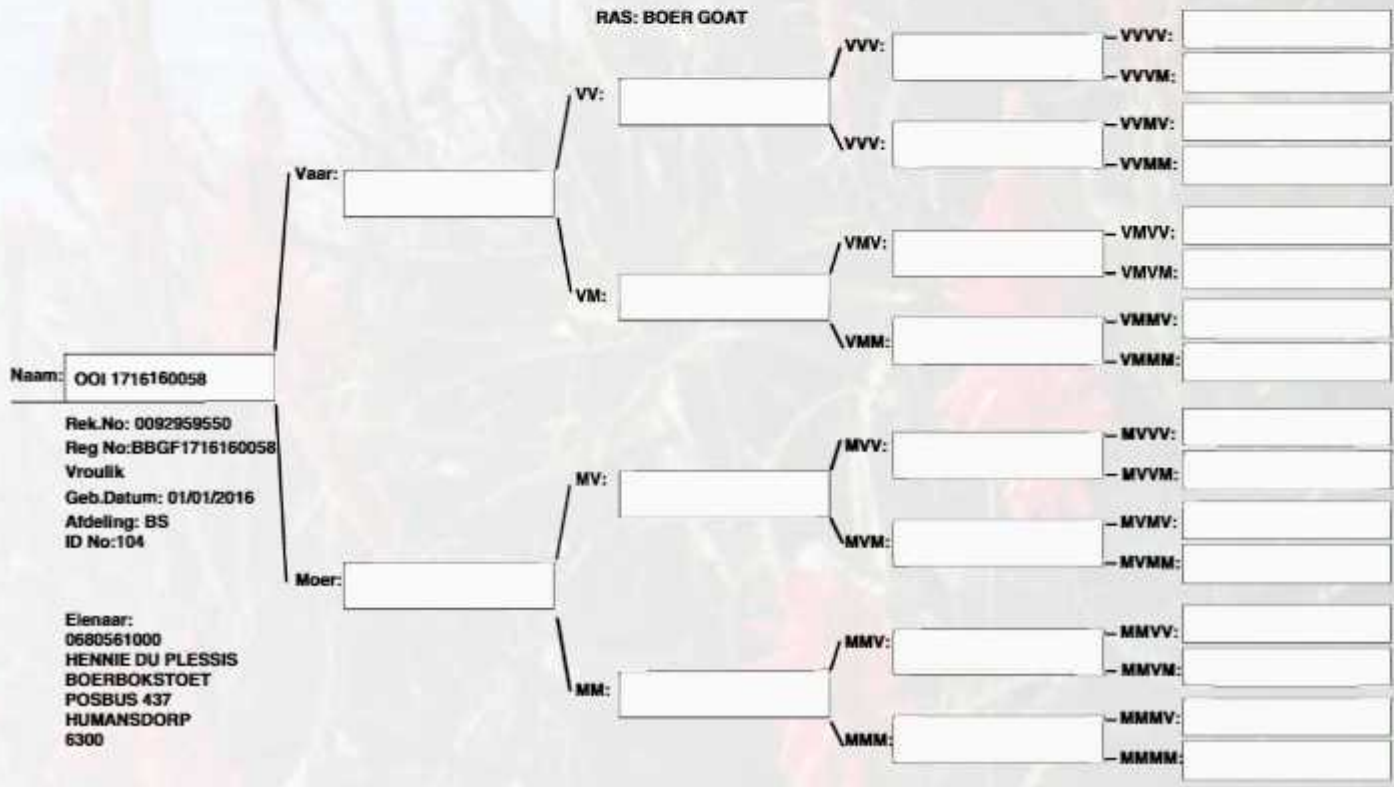 RAS: BOER GOAT
Naam: OOI 1716160058
Rek.No: 0092959550
Reg No:BBGF1716160058
Vroulik
Geb.Datum: 01/01/2016
Afdeling: BS
ID No:104
Eienaar:
0680561000
HENNIE DU PLESSIS
BOERBOKSTOET
POSBUS 437
HUMANSDORP
6300
Vaar:
Moer:
VV:
VM:
MV:
MM:
VVV:
VVV:
VMV:
VMM:
MVV:
MVM:
MMV:
MMM:
VVVV:
VVVM:
VVMV:
VVMM:
VMVV:
VMVM:
VMMV:
VMMM:
MVVV:
MVVM:
MVMV:
MVMM:
MMVV:
MMVM:
MMMV:
MMMM: